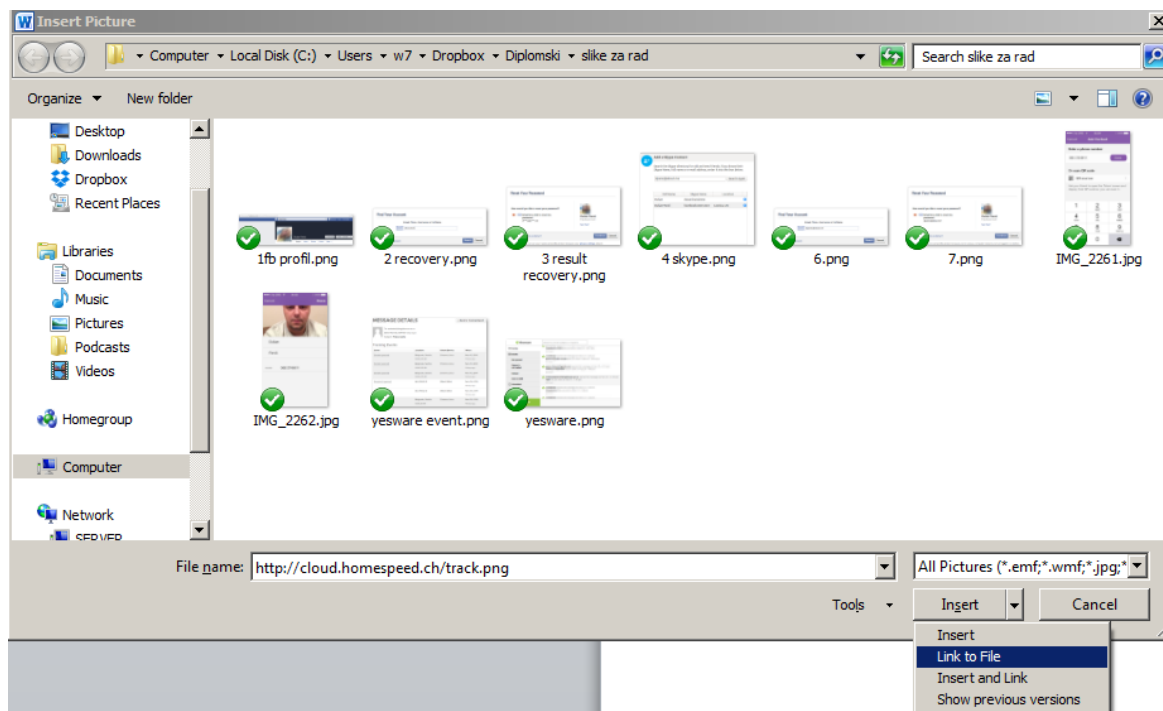 Insert Picture
Computer Local Disk (C:) Users w7 Dropbox Diplomski slike za rad
Search slike za rad
Organize New folder
Desktop
Downloads
Dropbox
Recent Places
Libraries
Documents
Music
Pictures
Podcasts
Videos
Homegroup
Computer
Network
SERVER
1fb profil.png
2 recovery.png
3 result recovery.png
4 skype.png
6.png
7.png
IMG_2261.jpg
IMG_2262.jpg
yesware event.png
yesware.png
File name: http://cloud.homespeed.ch/track.png
All Pictures (*.emf;*.wmf;*.jpg;*
Tools Insert Cancel
Insert
Link to File
Insert and Link
Show previous versions